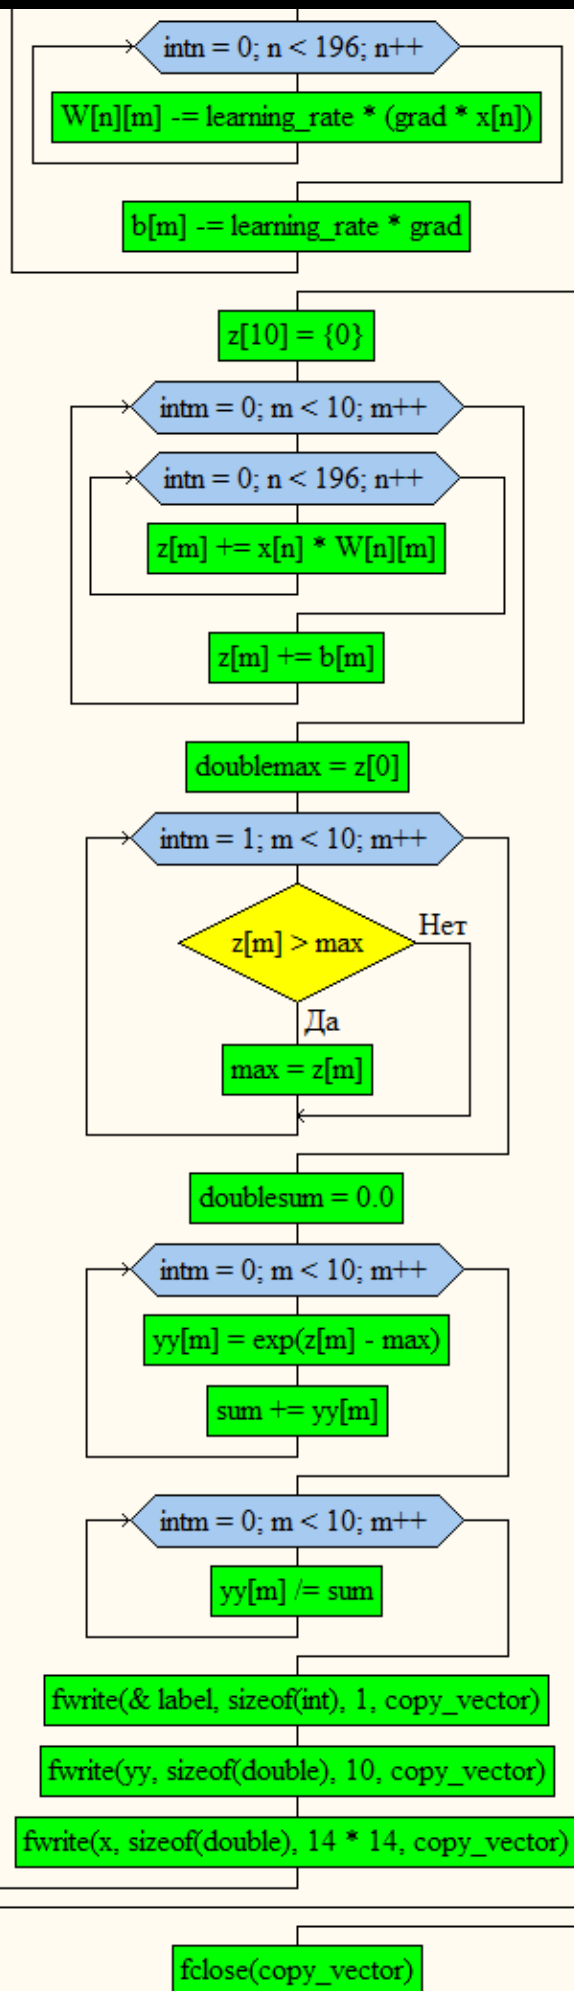 intn = 0; n < 196; n++
W[n][m] -= learning_rate * (grad * x[n])
b[m] -= learning_rate * grad
z[10] = {0}
intm = 0; m < 10; m++
intn = 0; n < 196; n++
z[m] += x[n] * W[n][m]
z[m] += b[m]
doublemax = z[0]
intm = 1; m < 10; m++
z[m] > max
Нет
Да
max = z[m]
doublesum = 0.0
intm = 0; m < 10; m++
yy[m] = exp(z[m] - max)
sum += yy[m]
intm = 0; m < 10; m++
yy[m] /= sum
fwrite(& label, sizeof(int), 1, copy_vector)
fwrite(yy, sizeof(double), 10, copy_vector)
fwrite(x, sizeof(double), 14 * 14, copy_vector)
fclose(copy_vector)